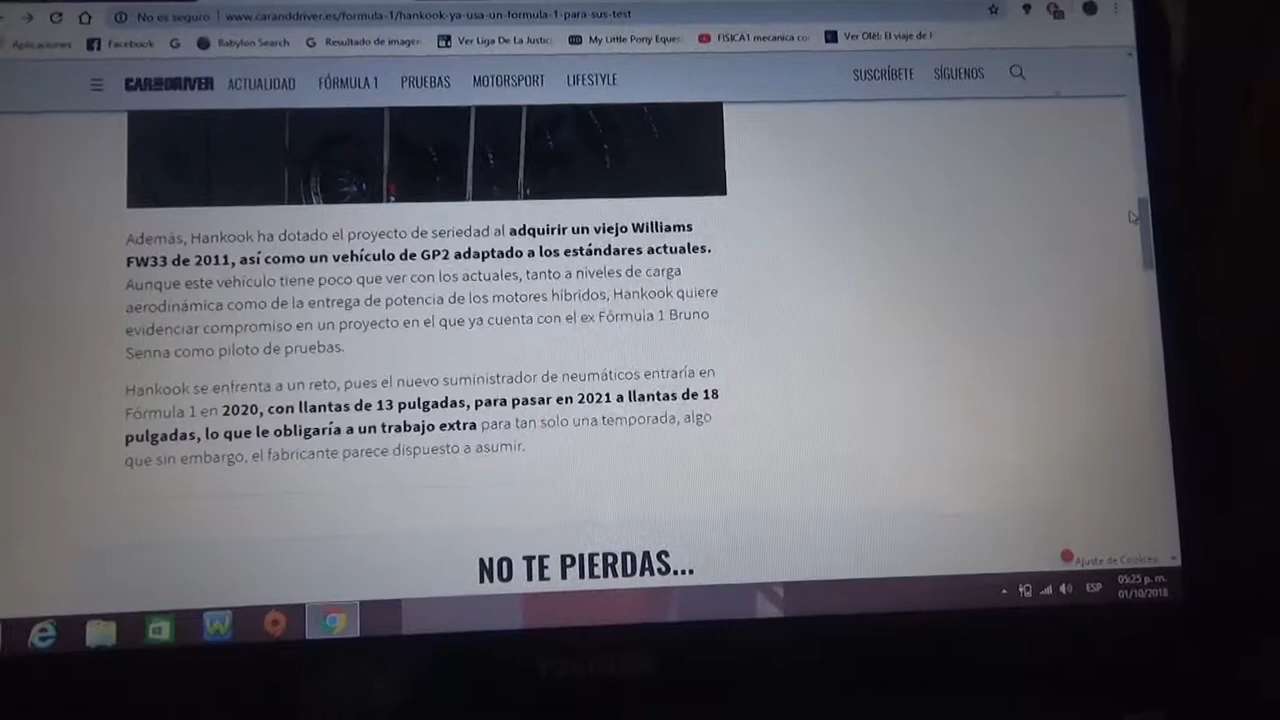 No es seguro | www.caranddriver.es/formula-1/hankook-ya-usa-un-formula-1-para-sus-test
Aplicaciones Facebook Babylon Search Resultado de imagen Ver Liga De La Justic My Little Pony Eques FISICA1 mecanica co Ver Olé!: El viaje de F
CAR AND DRIVER ACTUALIDAD FÓRMULA 1 PRUEBAS MOTORSPORT LIFESTYLE SUSCRÍBETE SÍGUENOS
Además, Hankook ha dotado el proyecto de seriedad al adquirir un viejo Williams
FW33 de 2011, así como un vehículo de GP2 adaptado a los estándares actuales.
Aunque este vehículo tiene poco que ver con los actuales, tanto a niveles de carga
aerodinámica como de la entrega de potencia de los motores híbridos, Hankook quiere
evidenciar compromiso en un proyecto en el que ya cuenta con el ex Fórmula 1 Bruno
Senna como piloto de pruebas.
Hankook se enfrenta a un reto, pues el nuevo suministrador de neumáticos entraría en
Fórmula 1 en 2020, con llantas de 13 pulgadas, para pasar en 2021 a llantas de 18
pulgadas, lo que le obligaría a un trabajo extra para tan solo una temporada, algo
que sin embargo, el fabricante parece dispuesto a asumir.
NO TE PIERDAS...
Ajuste de Cookies
ESP
05:25 p. m.
01/10/2018